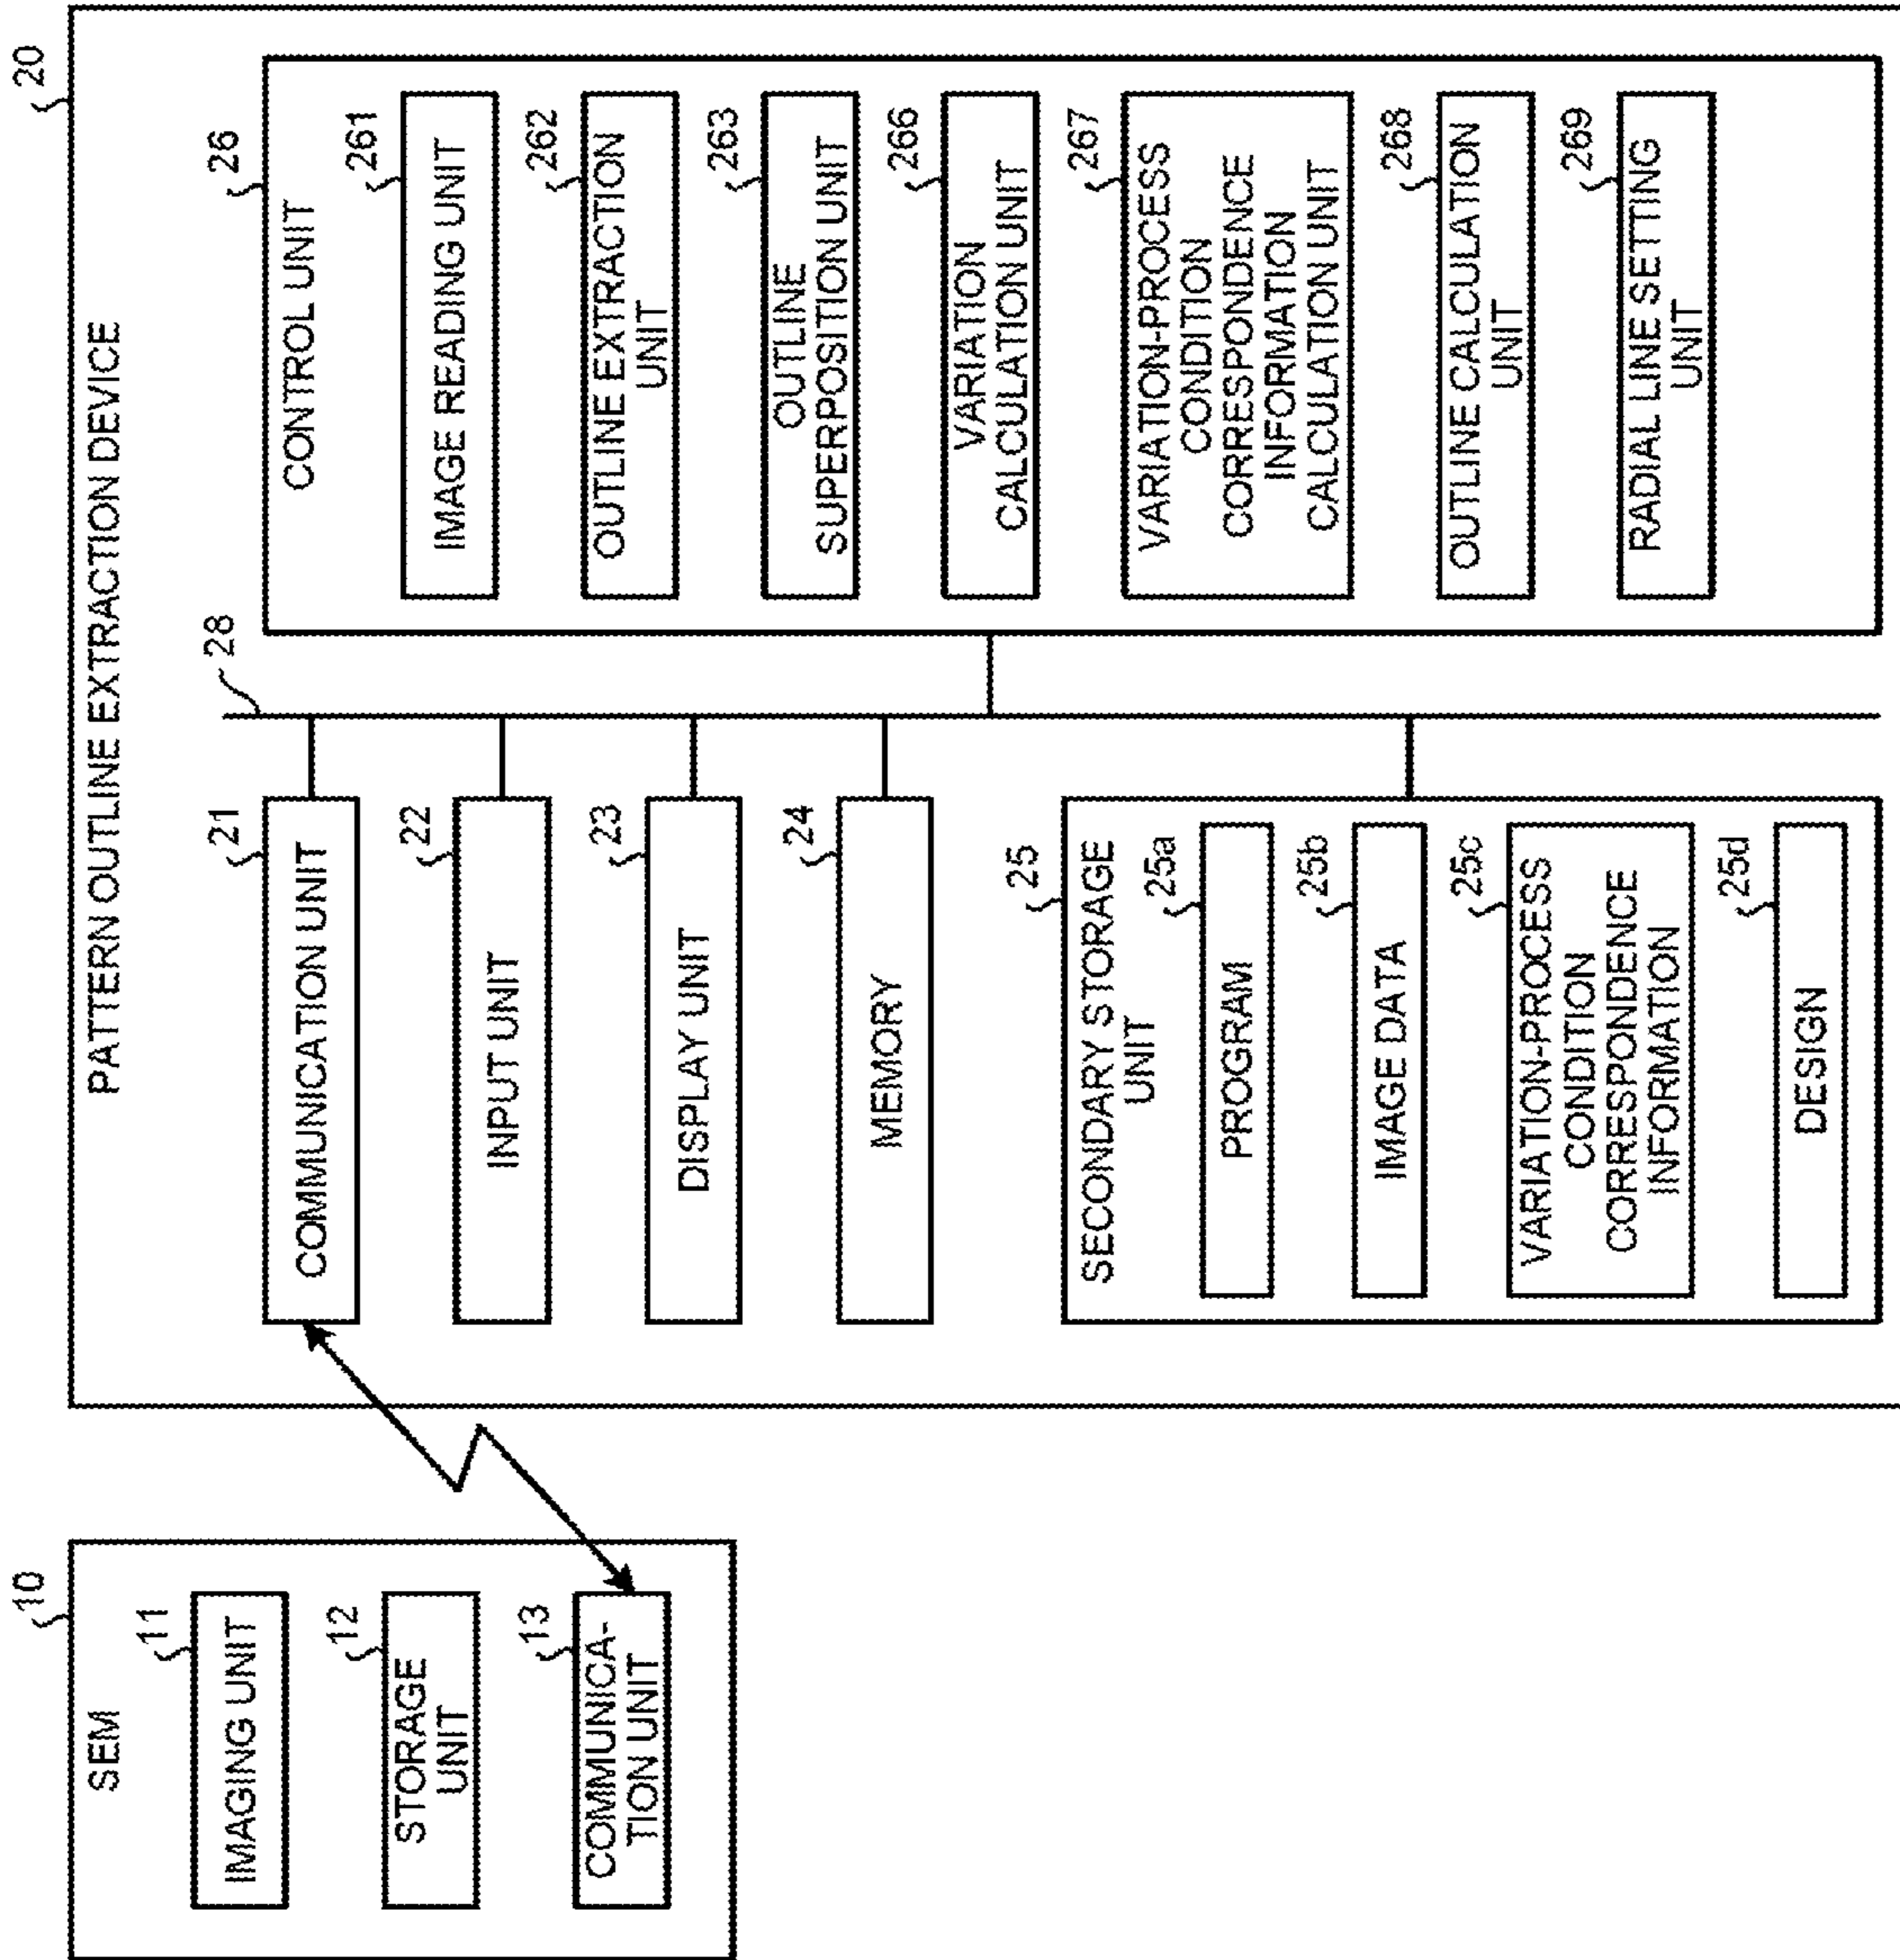 10
SEM
11
IMAGING UNIT
12
STORAGE
UNIT
13
COMMUNICA-
TION UNIT
20
PATTERN OUTLINE EXTRACTION DEVICE
21
COMMUNICATION UNIT
22
INPUT UNIT
23
DISPLAY UNIT
24
MEMORY
25
SECONDARY STORAGE
UNIT
25a
PROGRAM
25b
IMAGE DATA
25c
VARIATION-PROCESS
CONDITION
CORRESPONDENCE
INFORMATION
25d
DESIGN
28
26
CONTROL UNIT
261
IMAGE READING UNIT
262
OUTLINE EXTRACTION
UNIT
263
OUTLINE
SUPERPOSITION UNIT
266
VARIATION
CALCULATION UNIT
267
VARIATION-PROCESS
CONDITION
CORRESPONDENCE
INFORMATION
CALCULATION UNIT
268
OUTLINE CALCULATION
UNIT
269
RADIAL LINE SETTING
UNIT